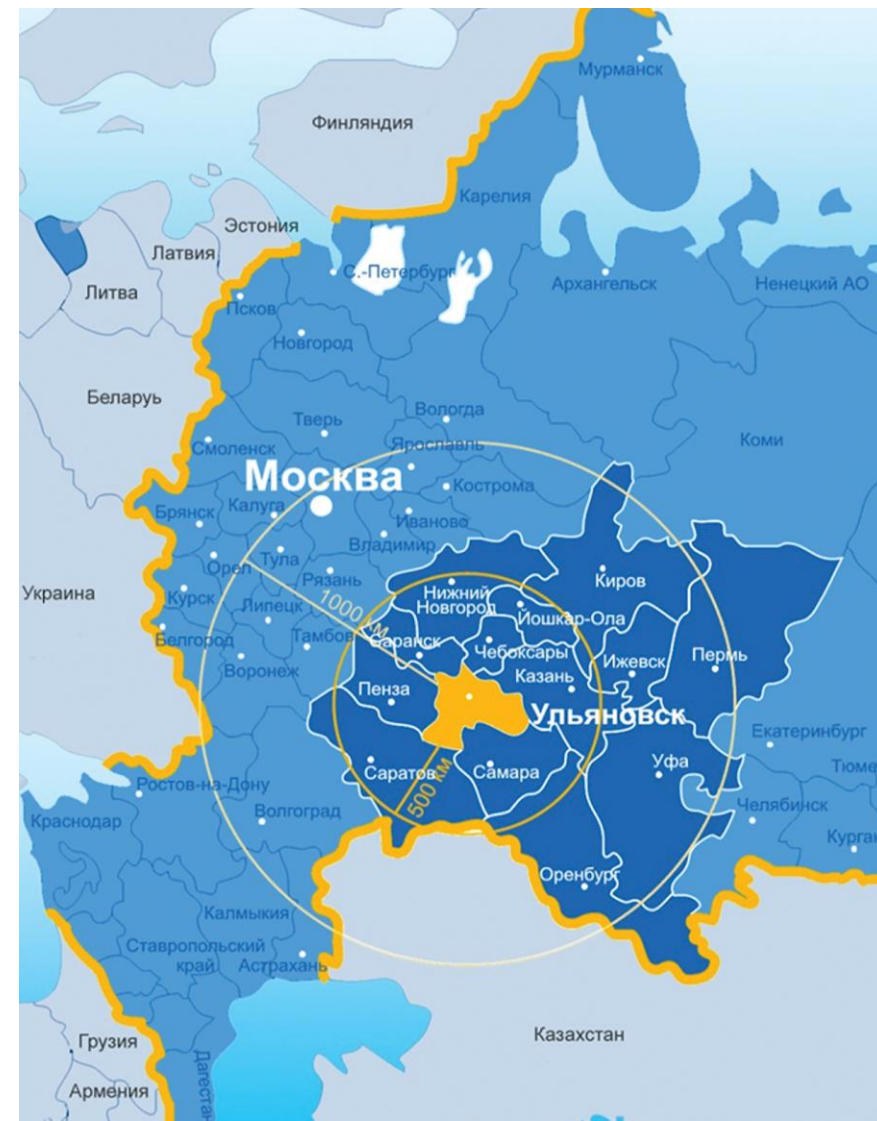 Мурманск
Финляндия
Карелия
Эстония
Латвия
С.-Петербург
Архангельск
Ненецкий АО
Литва
Псков
Новгород
Беларуь
Вологда
Тверь
Коми
Смоленск
Ярославль
Москва
Кострома
Брянск
Калуга
Иваново
Владимир
Орел
Тула
Рязань
Киров
Украина
Курск
Липецк
1000 км
Нижний
Новгород
Йошкар-Ола
Белгород
Тамбов
Саранск
Чебоксары
Ижевск
Пермь
Воронеж
Пенза
Казань
Ульяновск
Екатеринбург
Уфа
Тюме
Саратов
500 км
Самара
Ростов-на-Дону
Волгоград
Челябинск
Краснодар
Курган
Оренбург
Калмыкия
Ставропольский
край
Астрахань
Казахстан
Грузия
Дагестан
Армения